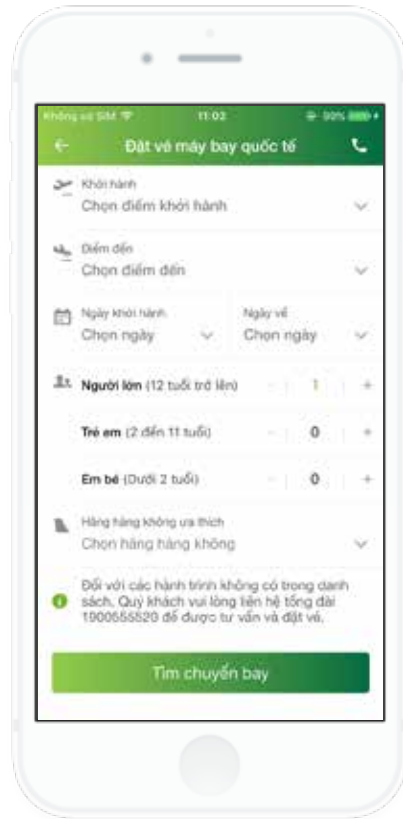 Không có SIM 11:02 90%
Đặt vé máy bay quốc tế
Khởi hành
Chọn điểm khởi hành
Điểm đến
Chọn điểm đến
Ngày khởi hành Ngày về
Chọn ngày Chọn ngày
Người lớn (12 tuổi trở lên) - 1 +
Trẻ em (2 đến 11 tuổi) - 0 +
Em bé (Dưới 2 tuổi) - 0 +
Hãng hàng không ưa thích
Chọn hãng hàng không
Đối với các hành trình không có trong danh
sách, Quý khách vui lòng liên hệ tổng đài
1900555520 để được tư vấn và đặt vé.
Tìm chuyến bay